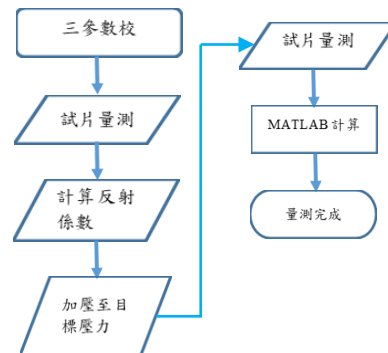 三參數校
試片量測
計算反射
係數
加壓至目
標壓力
試片量測
MATLAB 計算
量測完成